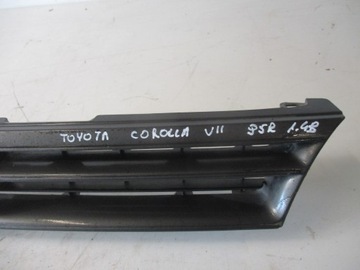 TOYOTA COROLLA VII 95R 1.4B